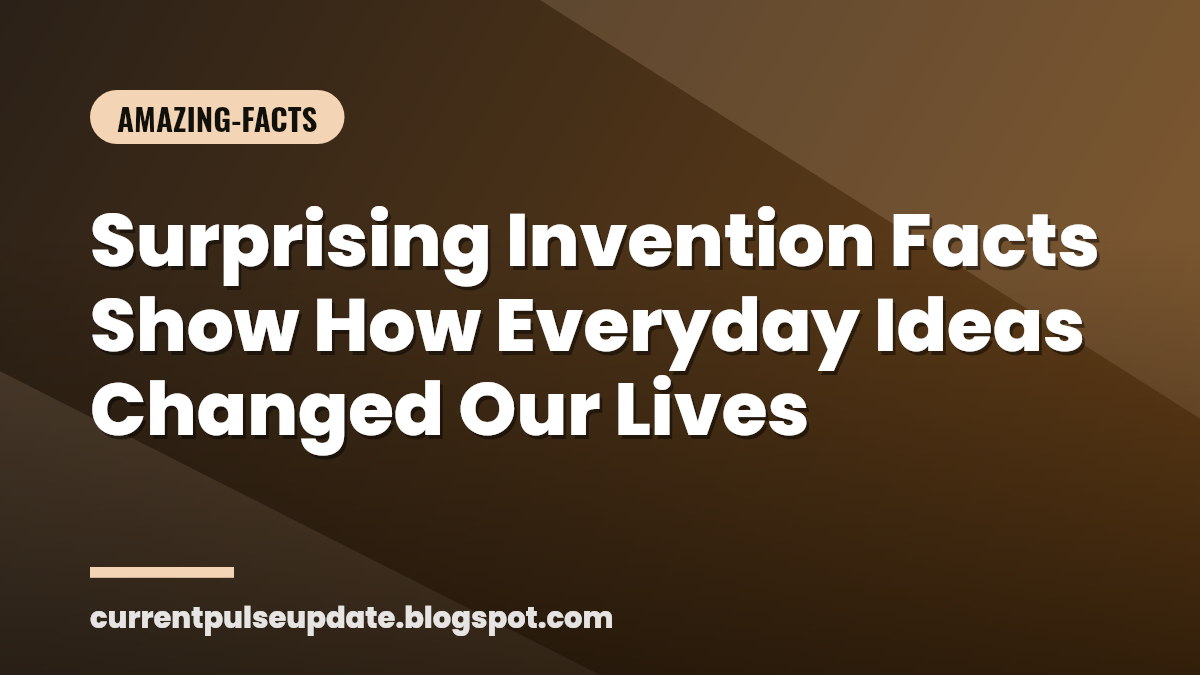 AMAZING-FACTS
Surprising Invention Facts
Show How Everyday Ideas
Changed Our Lives
currentpulseupdate.blogspot.com